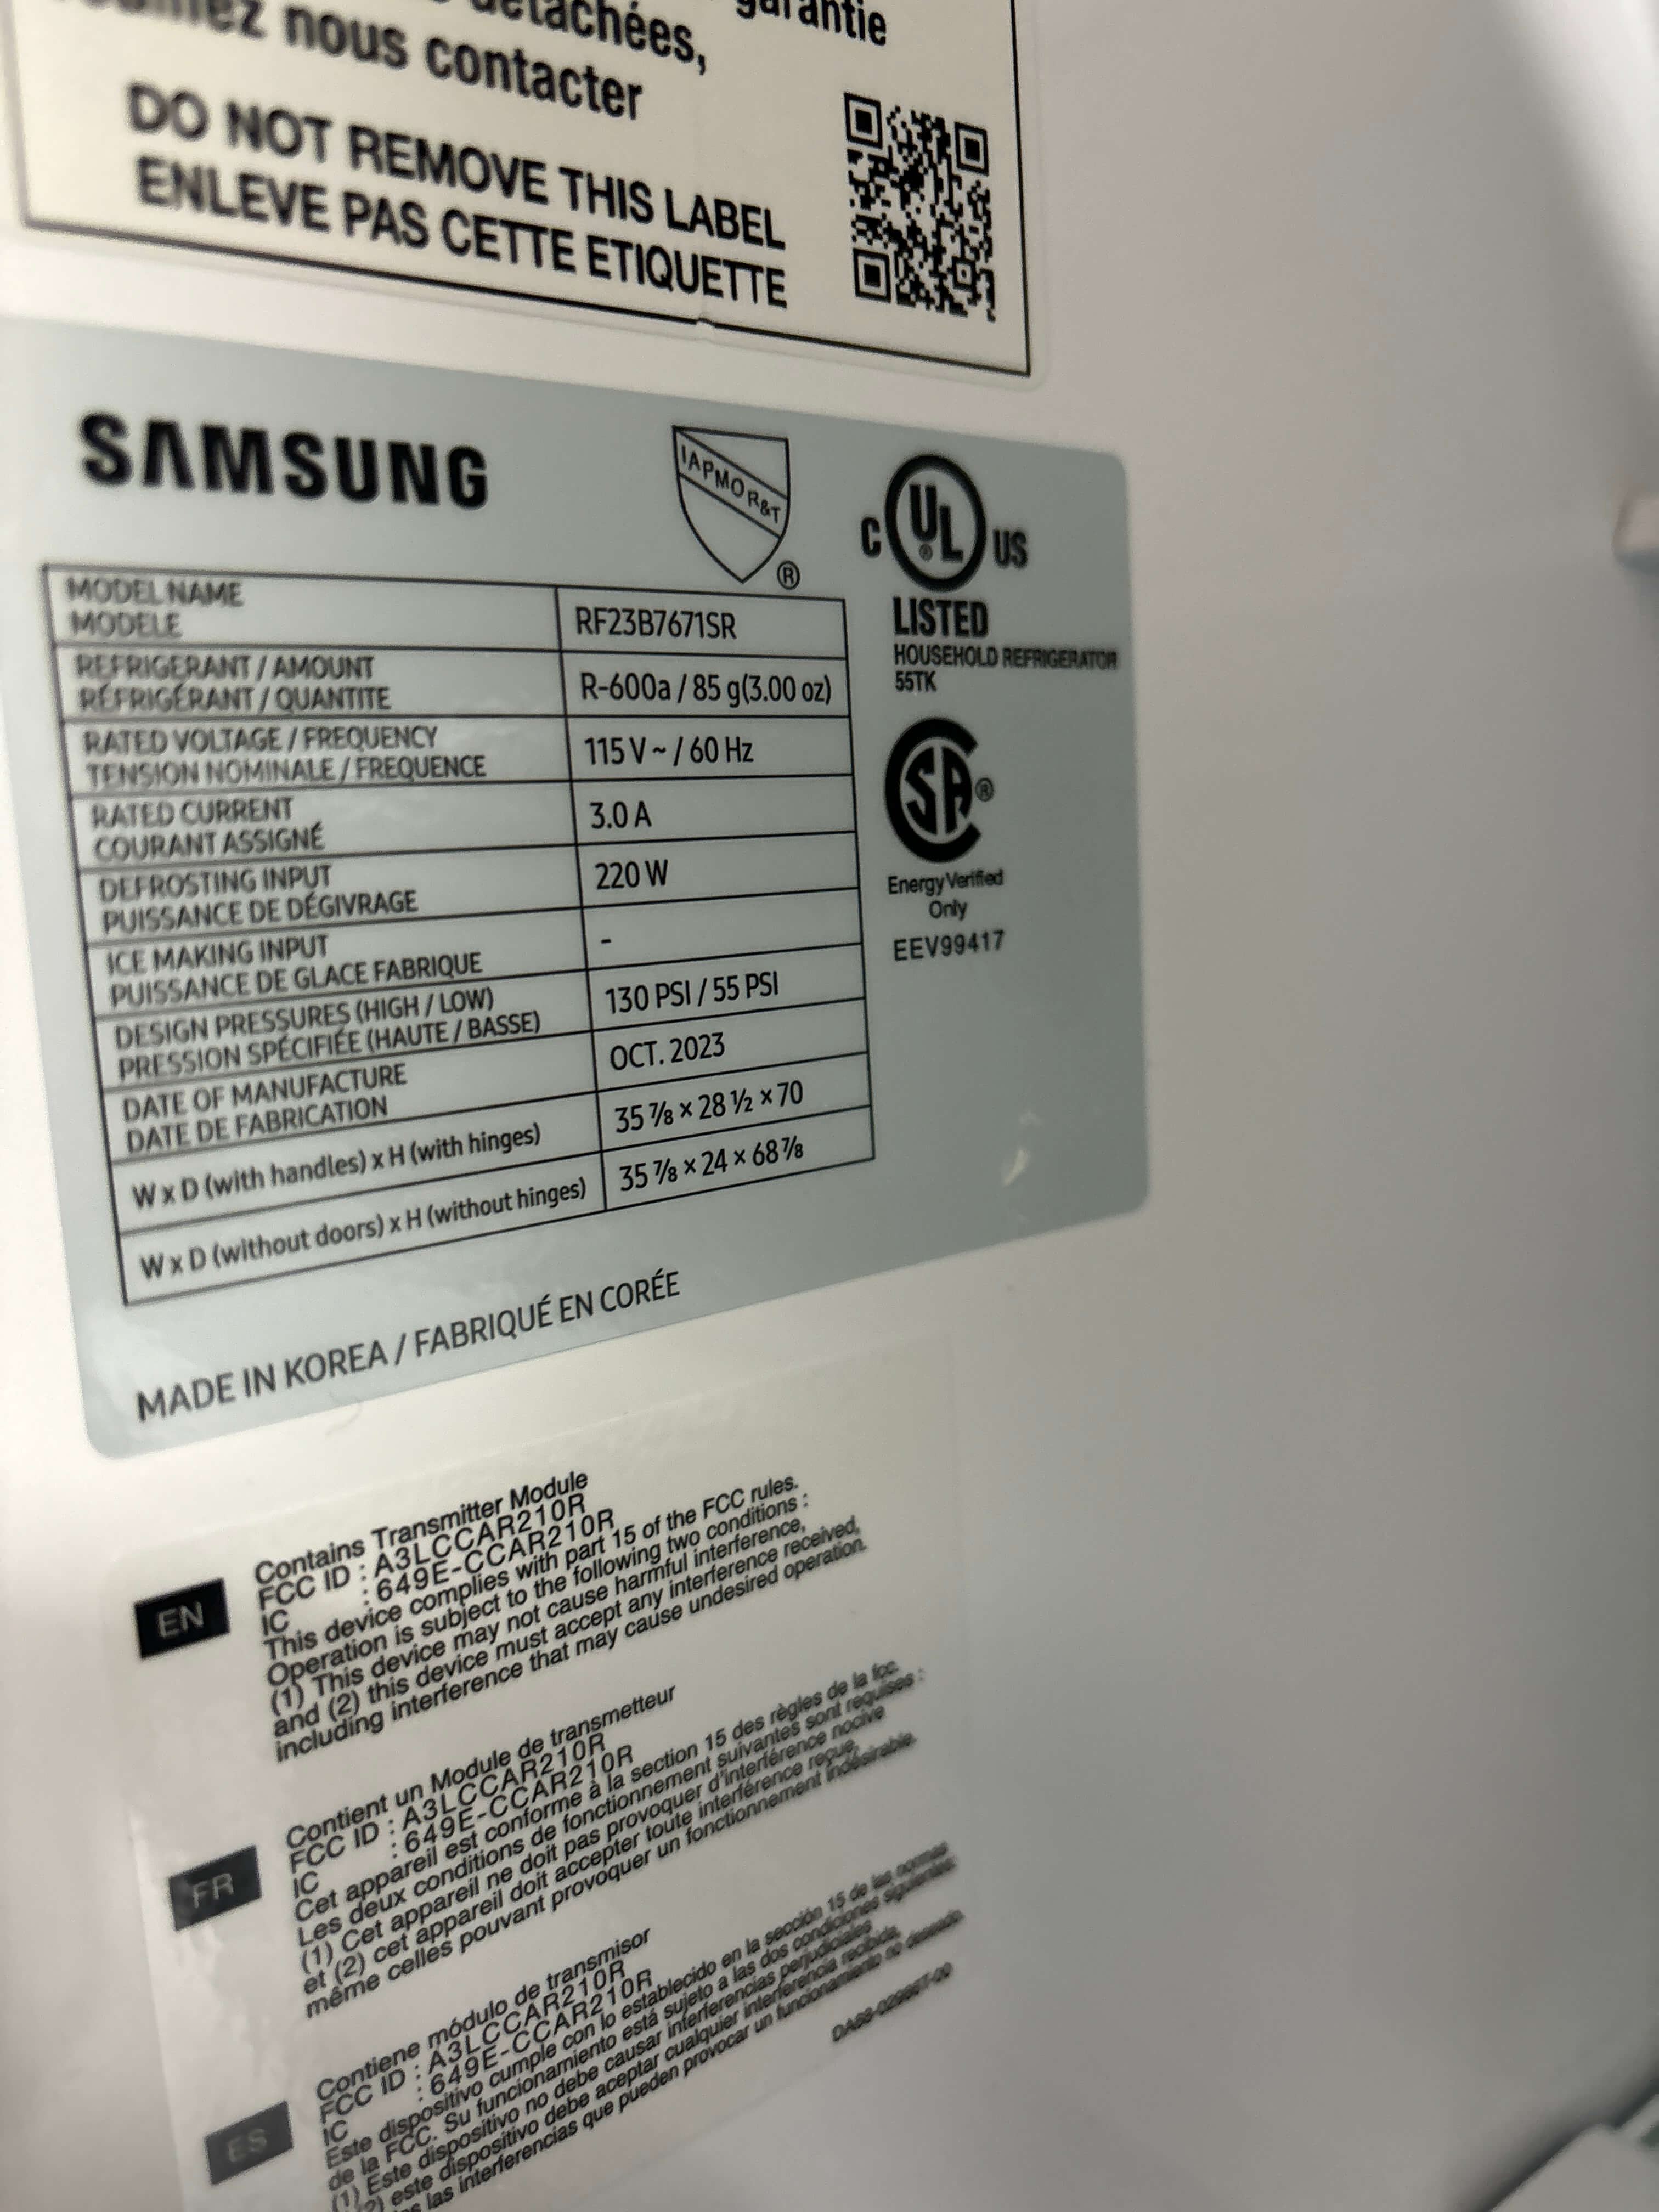 détachées,
garantie
nous contacter
DO NOT REMOVE THIS LABEL
ENLEVE PAS CETTE ETIQUETTE
SAMSUNG
IAPMO R&T
®
C UL® US
LISTED
HOUSEHOLD REFRIGERATOR
55TK
SA®
Energy Verified
Only
EEV99417
MODEL NAME
MODELE
RF23B7671SR
REFRIGERANT / AMOUNT
RÉFRIGÉRANT / QUANTITE
R-600a / 85 g(3.00 oz)
RATED VOLTAGE / FREQUENCY
TENSION NOMINALE / FREQUENCE
115 V ~ / 60 Hz
RATED CURRENT
COURANT ASSIGNÉ
3.0 A
DEFROSTING INPUT
PUISSANCE DE DÉGIVRAGE
220 W
ICE MAKING INPUT
PUISSANCE DE GLACE FABRIQUE
-
DESIGN PRESSURES (HIGH / LOW)
PRESSION SPÉCIFIÉE (HAUTE / BASSE)
130 PSI / 55 PSI
DATE OF MANUFACTURE
DATE DE FABRICATION
OCT. 2023
W x D (with handles) x H (with hinges)
35 ⅞ × 28 ½ × 70
W x D (without doors) x H (without hinges)
35 ⅞ × 24 × 68 ⅞
MADE IN KOREA / FABRIQUÉ EN CORÉE
EN
Contains Transmitter Module
FCC ID : A3LCCAR210R
IC : 649E-CCAR210R
This device complies with part 15 of the FCC rules.
Operation is subject to the following two conditions :
(1) This device may not cause harmful interference,
and (2) this device must accept any interference received,
including interference that may cause undesired operation.
FR
Contient un Module de transmetteur
FCC ID : A3LCCAR210R
IC : 649E-CCAR210R
Cet appareil est conforme à la section 15 des règles de la fcc.
Les deux conditions de fonctionnement suivantes sont requises :
(1) Cet appareil ne doit pas provoquer d'interférence nocive
et (2) cet appareil doit accepter toute interférence reçue,
même celles pouvant provoquer un fonctionnement indésirable.
ES
Contiene módulo de transmisor
FCC ID : A3LCCAR210R
IC : 649E-CCAR210R
Este dispositivo cumple con lo establecido en la sección 15 de las normas
de la FCC. Su funcionamiento está sujeto a las dos condiciones siguientes:
(1) Este dispositivo no debe causar interferencias perjudiciales
este dispositivo debe aceptar cualquier interferencia recibida,
las interferencias que pueden provocar un funcionamiento no deseado.